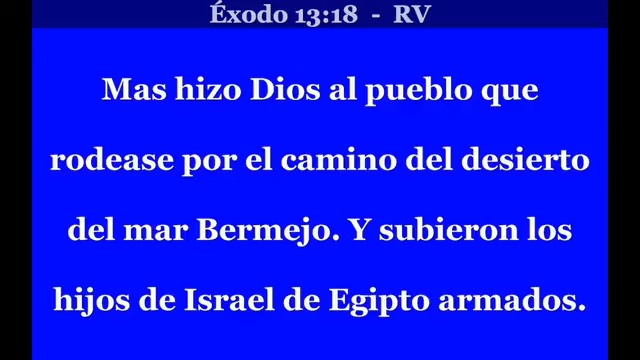 Éxodo 13:18 - RV
Mas hizo Dios al pueblo que
rodease por el camino del desierto
del mar Bermejo. Y subieron los
hijos de Israel de Egipto armados.